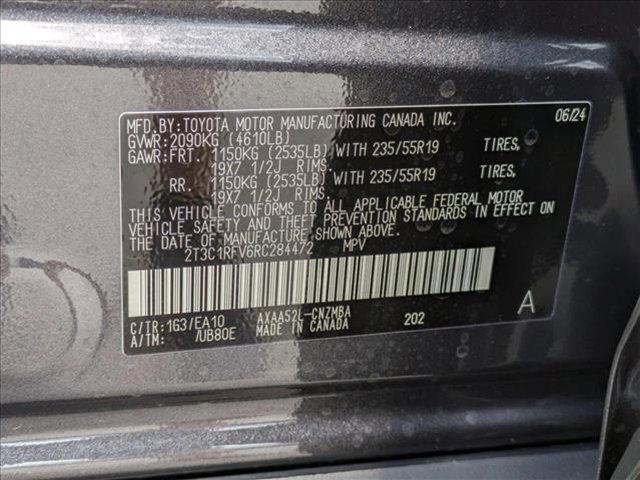 MFD.BY:TOYOTA MOTOR MANUFACTURING CANADA INC. 06/24
GVWR:2090KG (4610LB)
GAWR:FRT. 1150KG (2535LB) WITH 235/55R19 TIRES,
19X7 1/2J RIMS.
RR. 1150KG (2535LB) WITH 235/55R19 TIRES,
19X7 1/2J RIMS.
THIS VEHICLE CONFORMS TO ALL APPLICABLE FEDERAL MOTOR
VEHICLE SAFETY AND THEFT PREVENTION STANDARDS IN EFFECT ON
THE DATE OF MANUFACTURE SHOWN ABOVE.
2T3C1RFV6RC284472 MPV
C/TR:1G3/EA10 AXAA52L-CNZMBA 202 A
A/TM: /UB80E MADE IN CANADA